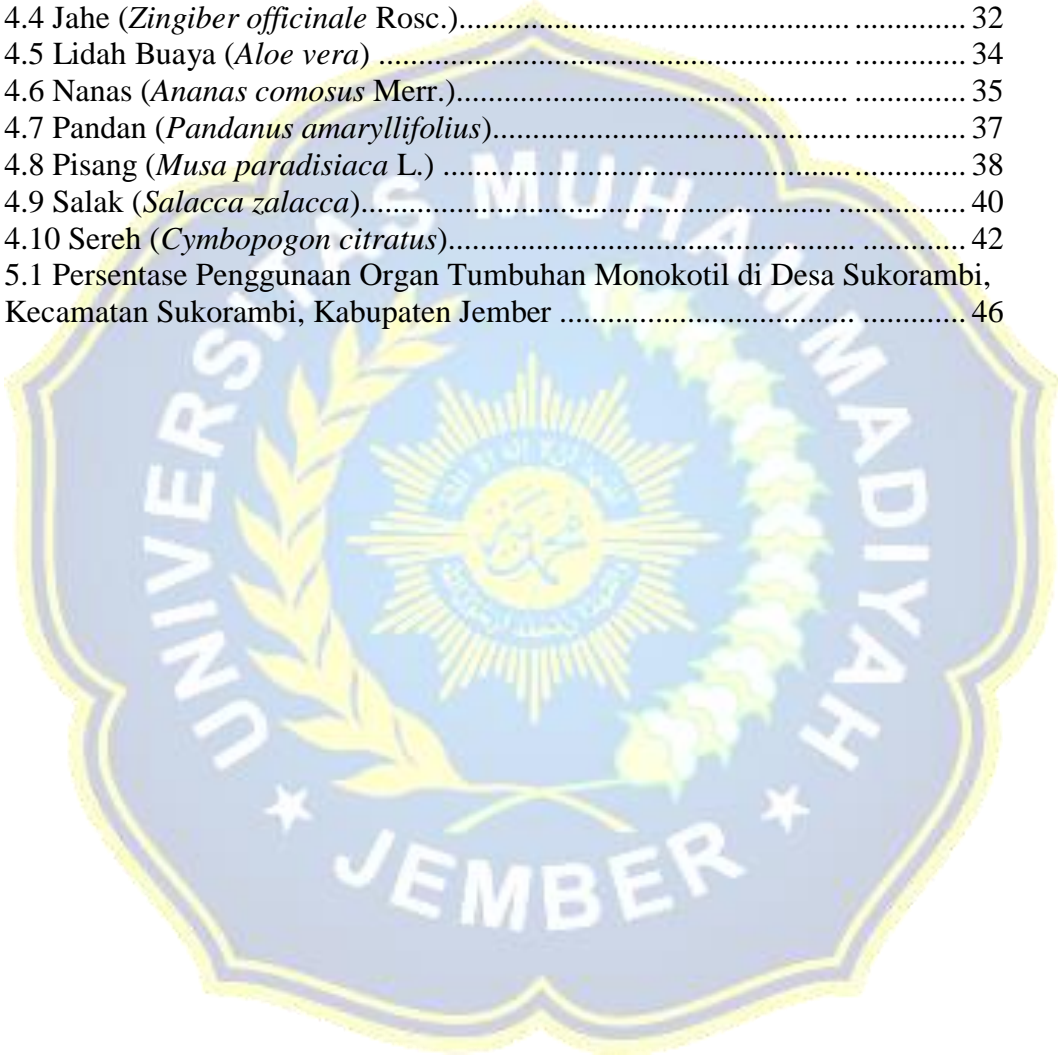 4.4 Jahe (Zingiber officinale Rosc.)................................................................ 32
4.5 Lidah Buaya (Aloe vera) ........................................................................... 34
4.6 Nanas (Ananas comosus Merr.)................................................................ 35
4.7 Pandan (Pandanus amaryllifolius)............................................................ 37
4.8 Pisang (Musa paradisiaca L.) .................................................................. 38
4.9 Salak (Salacca zalacca)............................................................................. 40
4.10 Sereh (Cymbopogon citratus).................................................................. 42
5.1 Persentase Penggunaan Organ Tumbuhan Monokotil di Desa Sukorambi,
Kecamatan Sukorambi, Kabupaten Jember .................................................. 46
UNIVERSITAS MUHAMMADIYAH
JEMBER